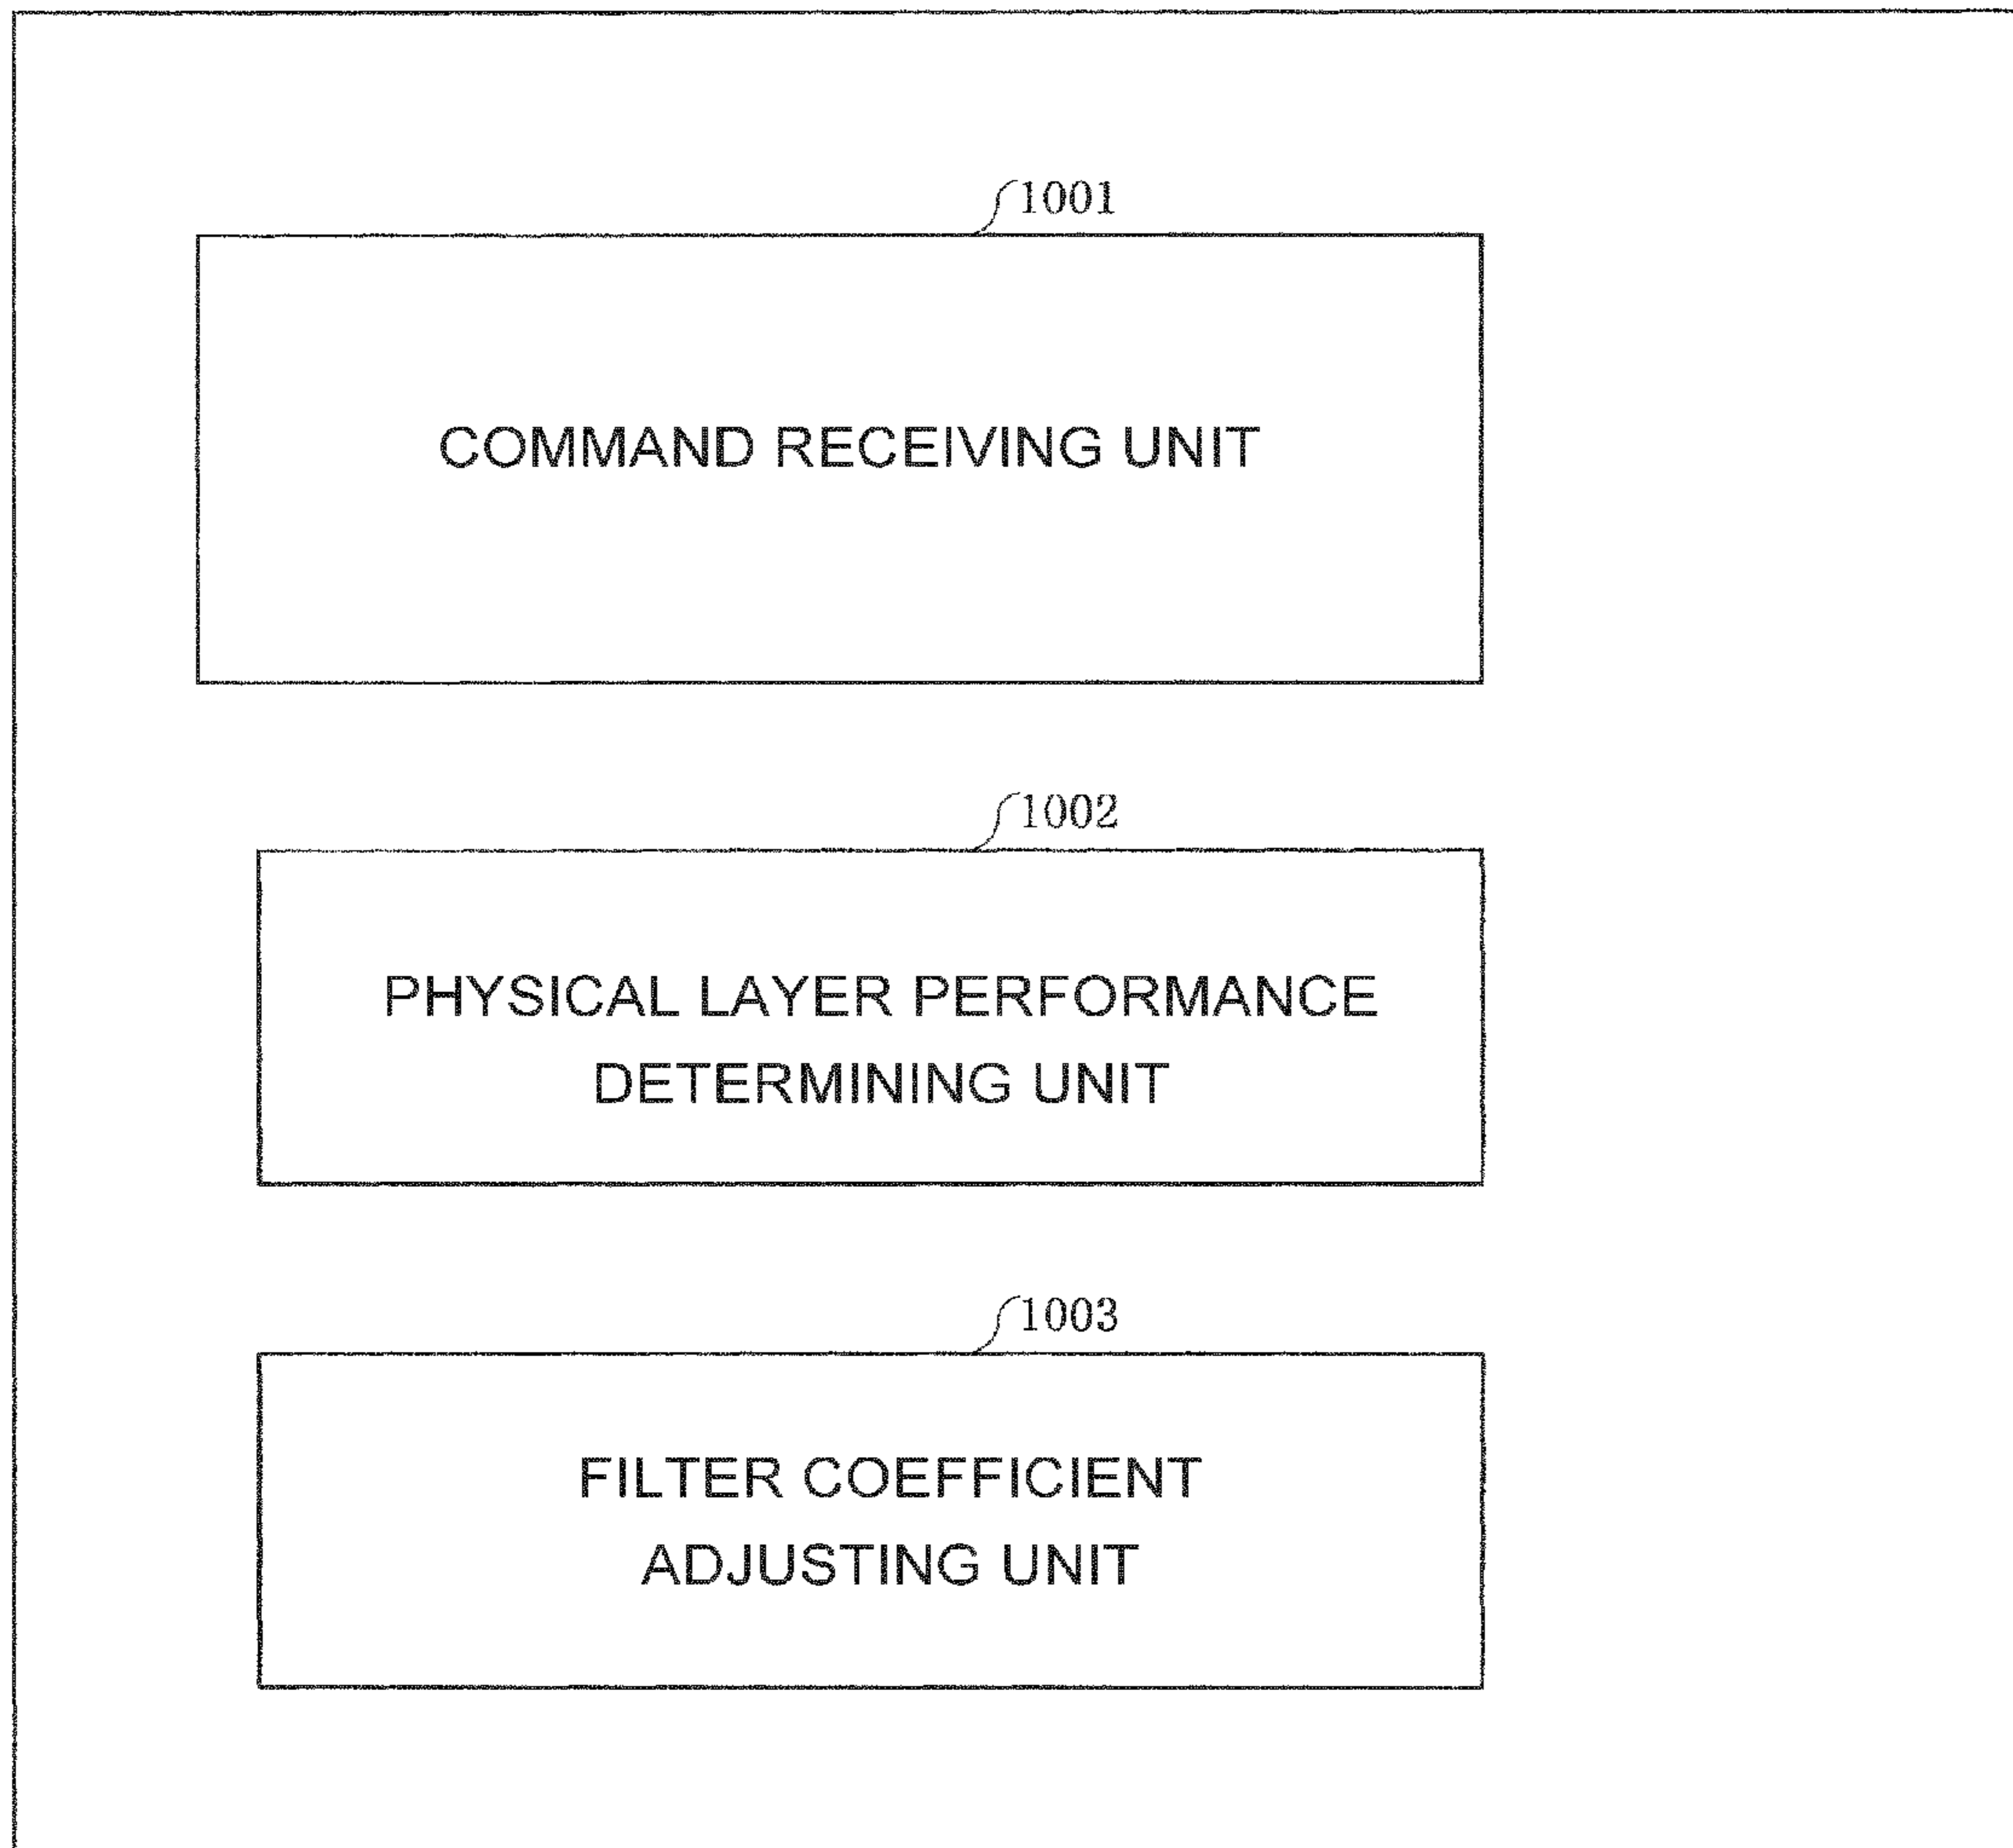 1001
COMMAND RECEIVING UNIT
1002
PHYSICAL LAYER PERFORMANCE
DETERMINING UNIT
1003
FILTER COEFFICIENT
ADJUSTING UNIT